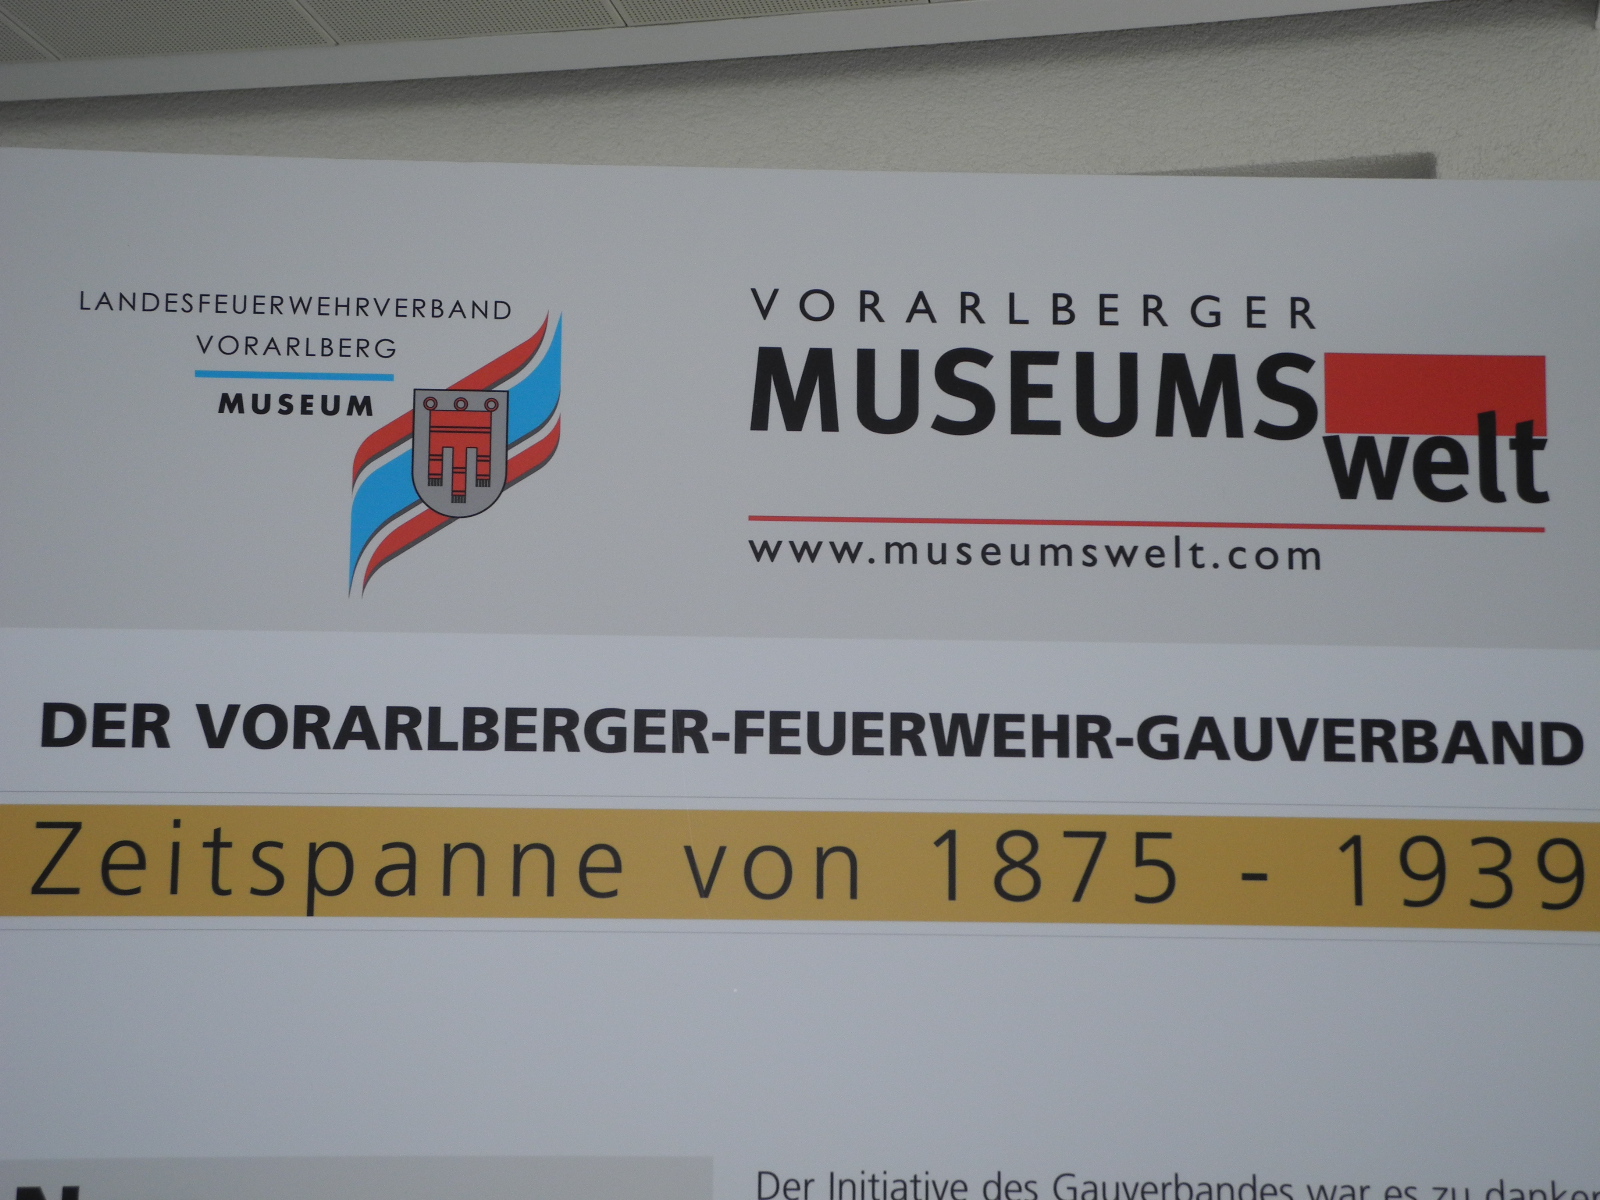 LANDESFEUERWEHRVERBAND
VORARLBERG
MUSEUM
VORARLBERGER
MUSEUMS
welt
www.museumswelt.com
DER VORARLBERGER-FEUERWEHR-GAUVERBAND
Zeitspanne von 1875 - 1939
Der Initiative des Gauverbandes war es zu danken